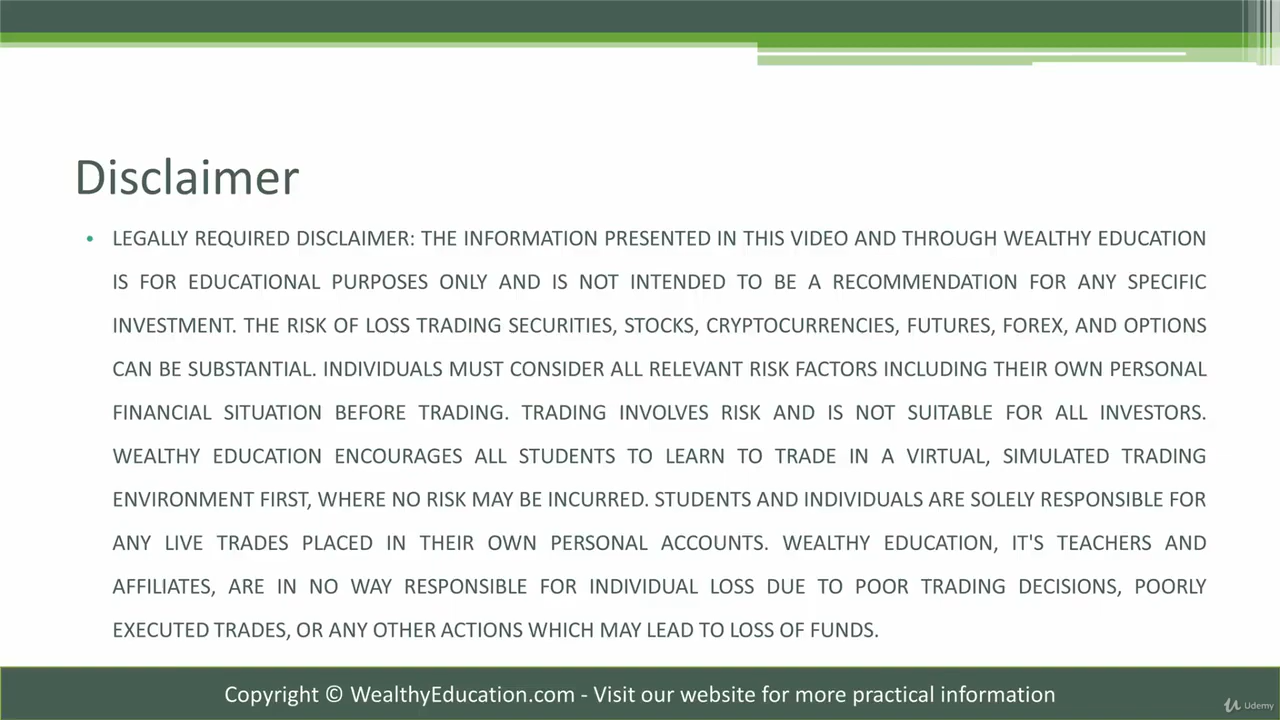 Disclaimer
• LEGALLY REQUIRED DISCLAIMER: THE INFORMATION PRESENTED IN THIS VIDEO AND THROUGH WEALTHY EDUCATION
IS FOR EDUCATIONAL PURPOSES ONLY AND IS NOT INTENDED TO BE A RECOMMENDATION FOR ANY SPECIFIC
INVESTMENT. THE RISK OF LOSS TRADING SECURITIES, STOCKS, CRYPTOCURRENCIES, FUTURES, FOREX, AND OPTIONS
CAN BE SUBSTANTIAL. INDIVIDUALS MUST CONSIDER ALL RELEVANT RISK FACTORS INCLUDING THEIR OWN PERSONAL
FINANCIAL SITUATION BEFORE TRADING. TRADING INVOLVES RISK AND IS NOT SUITABLE FOR ALL INVESTORS.
WEALTHY EDUCATION ENCOURAGES ALL STUDENTS TO LEARN TO TRADE IN A VIRTUAL, SIMULATED TRADING
ENVIRONMENT FIRST, WHERE NO RISK MAY BE INCURRED. STUDENTS AND INDIVIDUALS ARE SOLELY RESPONSIBLE FOR
ANY LIVE TRADES PLACED IN THEIR OWN PERSONAL ACCOUNTS. WEALTHY EDUCATION, IT'S TEACHERS AND
AFFILIATES, ARE IN NO WAY RESPONSIBLE FOR INDIVIDUAL LOSS DUE TO POOR TRADING DECISIONS, POORLY
EXECUTED TRADES, OR ANY OTHER ACTIONS WHICH MAY LEAD TO LOSS OF FUNDS.
Copyright © WealthyEducation.com - Visit our website for more practical information
Udemy